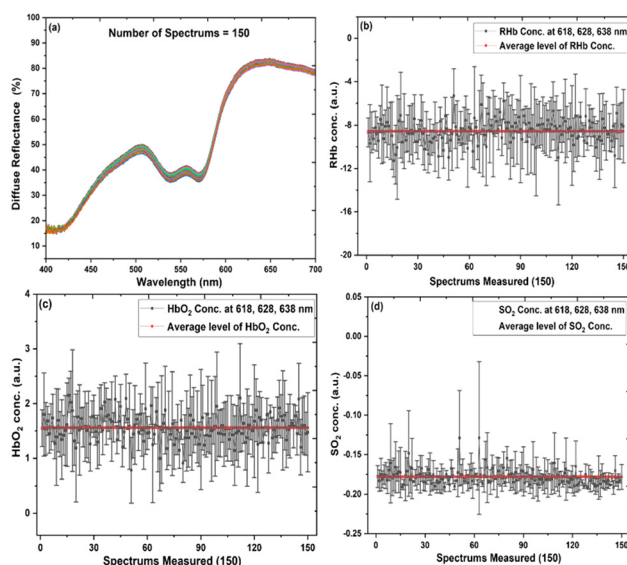 (a)
Number of Spectrums = 150
Diffuse Reflectance (%)
100
90
80
70
60
50
40
30
20
10
400
450
500
550
600
650
700
Wavelength (nm)
(b)
RHb Conc. at 618, 628, 638 nm
Average level of RHb Conc.
RHb conc. (a.u.)
0
-4
-8
-12
-16
-20
0
30
60
90
120
150
Spectrums Measured (150)
(c)
HbO₂ Conc. at 618, 628, 638 nm
Average level of HbO₂ Conc.
HbO₂ conc. (a.u.)
4
3
2
1
0
0
30
60
90
120
150
Spectrums Measured (150)
(d)
SO₂ Conc. at 618, 628, 638 nm
Average level of SO₂ Conc.
SO₂ conc. (a.u.)
0.05
0.00
-0.05
-0.10
-0.15
-0.20
-0.25
0
30
60
90
120
150
Spectrums Measured (150)